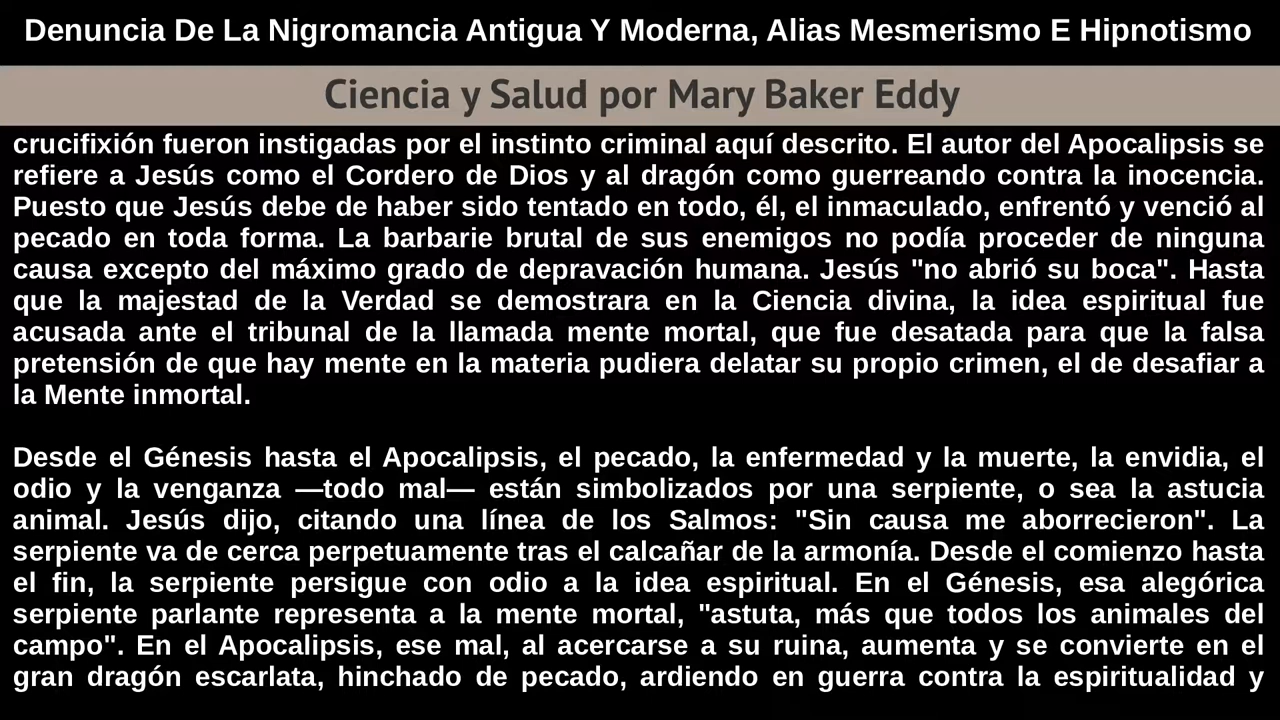 Denuncia De La Nigromancia Antigua Y Moderna, Alias Mesmerismo E Hipnotismo
Ciencia y Salud por Mary Baker Eddy
crucifixión fueron instigadas por el instinto criminal aquí descrito. El autor del Apocalipsis se
refiere a Jesús como el Cordero de Dios y al dragón como guerreando contra la inocencia.
Puesto que Jesús debe de haber sido tentado en todo, él, el inmaculado, enfrentó y venció al
pecado en toda forma. La barbarie brutal de sus enemigos no podía proceder de ninguna
causa excepto del máximo grado de depravación humana. Jesús "no abrió su boca". Hasta
que la majestad de la Verdad se demostrara en la Ciencia divina, la idea espiritual fue
acusada ante el tribunal de la llamada mente mortal, que fue desatada para que la falsa
pretensión de que hay mente en la materia pudiera delatar su propio crimen, el de desafiar a
la Mente inmortal.
Desde el Génesis hasta el Apocalipsis, el pecado, la enfermedad y la muerte, la envidia, el
odio y la venganza —todo mal— están simbolizados por una serpiente, o sea la astucia
animal. Jesús dijo, citando una línea de los Salmos: "Sin causa me aborrecieron". La
serpiente va de cerca perpetuamente tras el calcañar de la armonía. Desde el comienzo hasta
el fin, la serpiente persigue con odio a la idea espiritual. En el Génesis, esa alegórica
serpiente parlante representa a la mente mortal, "astuta, más que todos los animales del
campo". En el Apocalipsis, ese mal, al acercarse a su ruina, aumenta y se convierte en el
gran dragón escarlata, hinchado de pecado, ardiendo en guerra contra la espiritualidad y